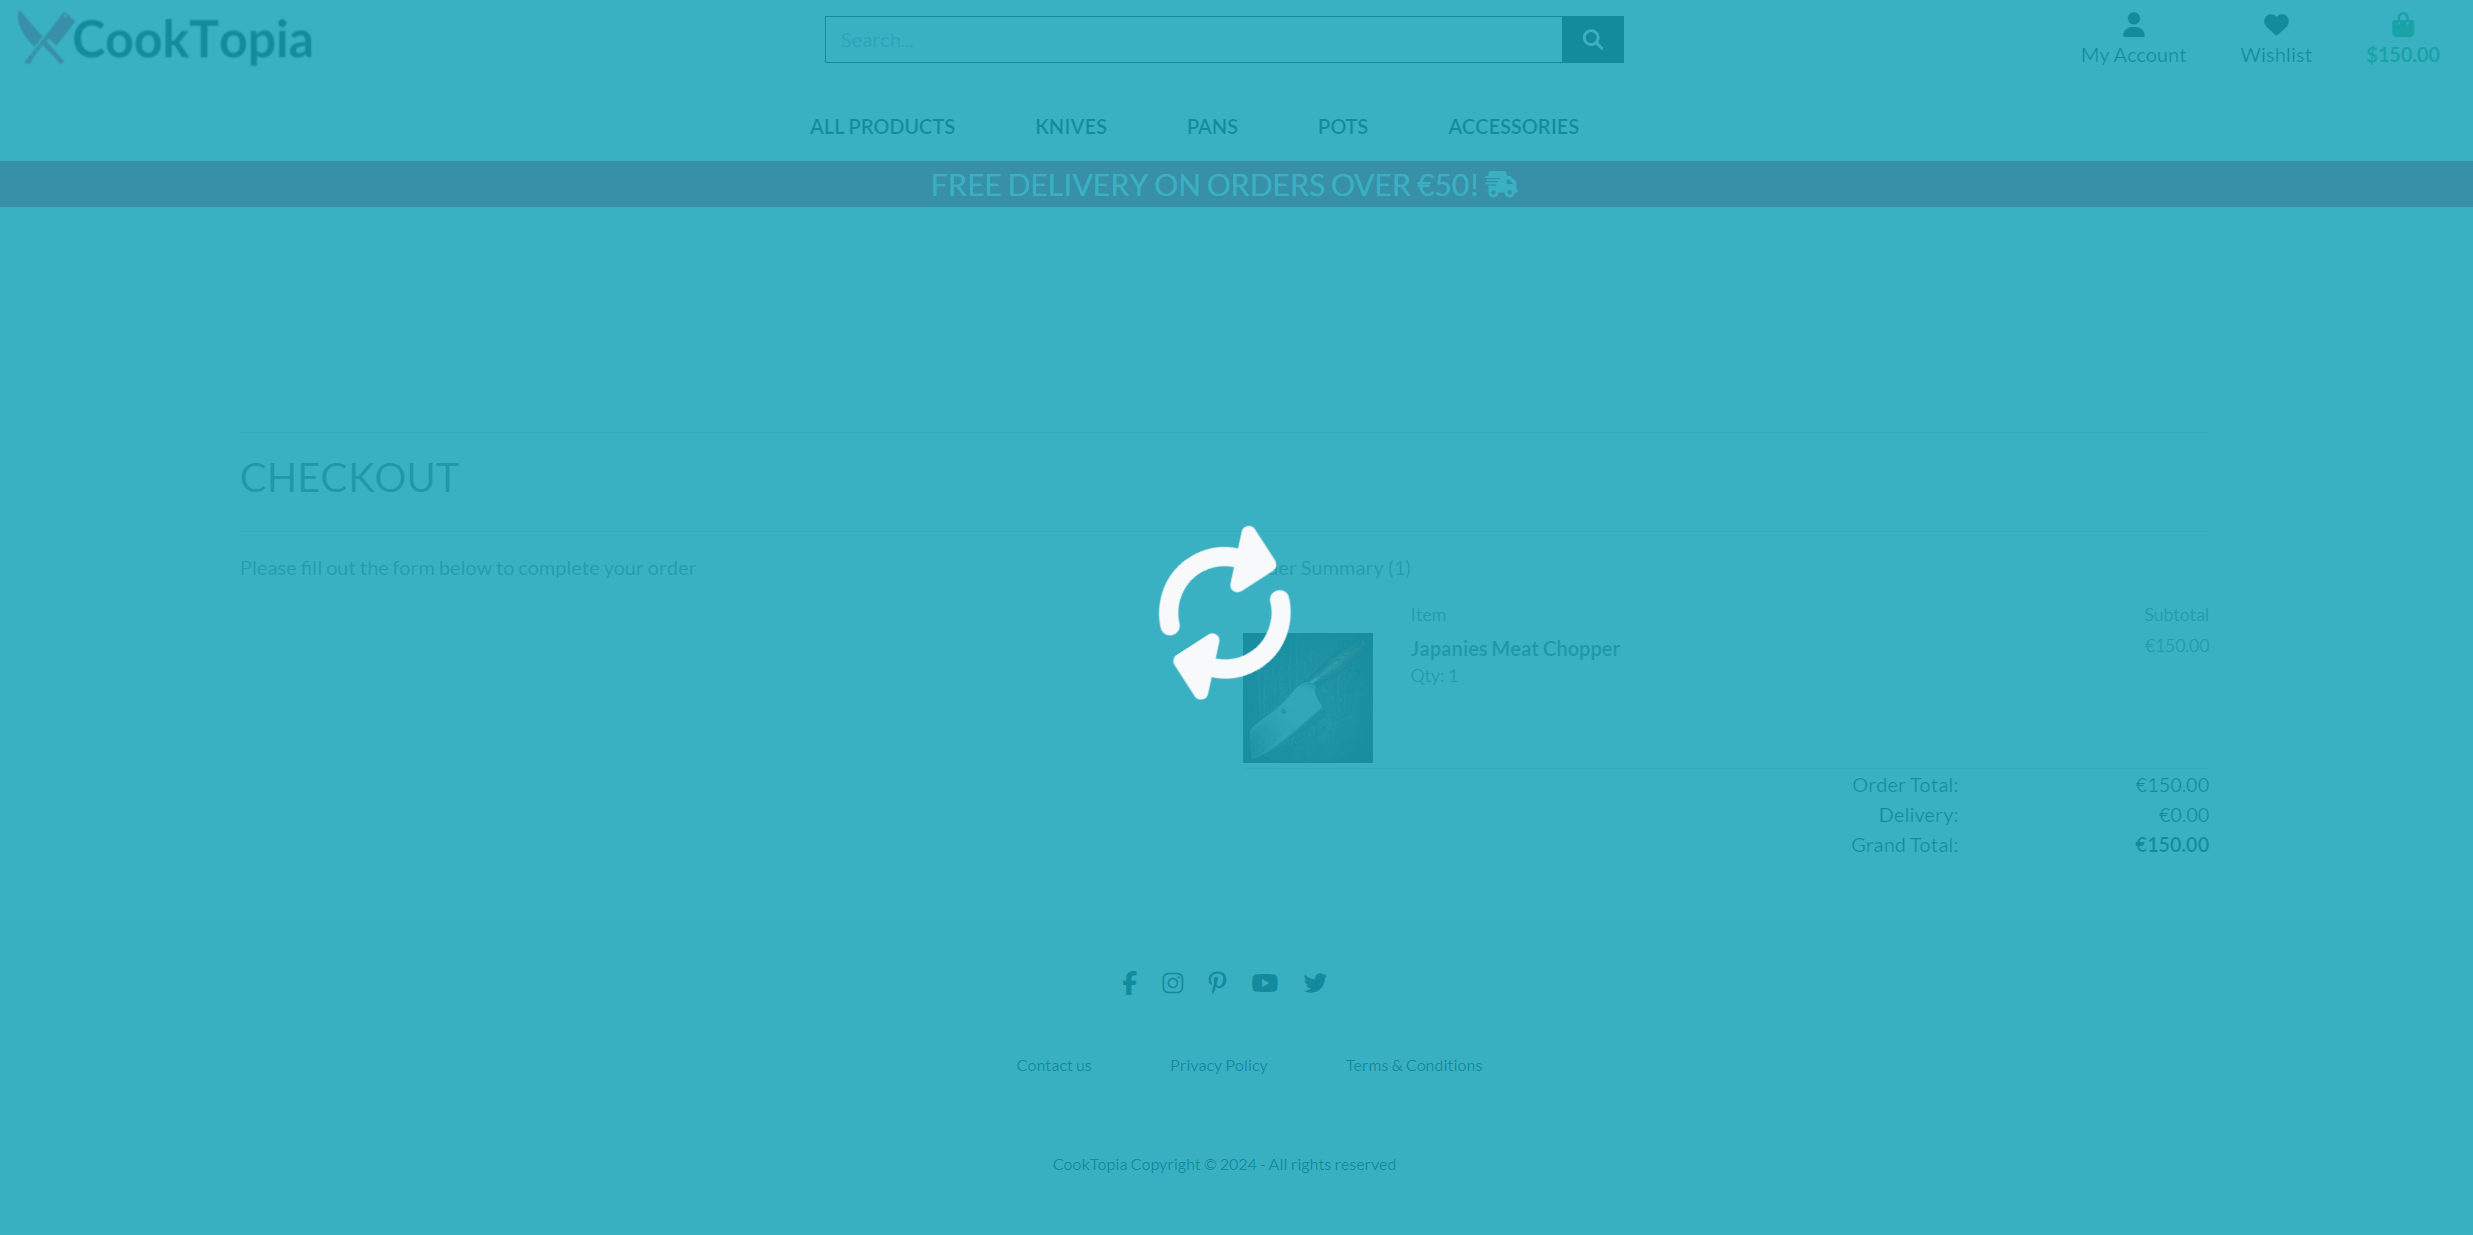 CookTopia
Search...
My Account
Wishlist
$150.00
ALL PRODUCTS
KNIVES
PANS
POTS
ACCESSORIES
FREE DELIVERY ON ORDERS OVER €50!
CHECKOUT
Please fill out the form below to complete your order
Summary (1)
Item
Subtotal
Japanies Meat Chopper
€150.00
Qty: 1
Order Total: €150.00
Delivery: €0.00
Grand Total: €150.00
Contact us
Privacy Policy
Terms & Conditions
CookTopia Copyright © 2024 - All rights reserved